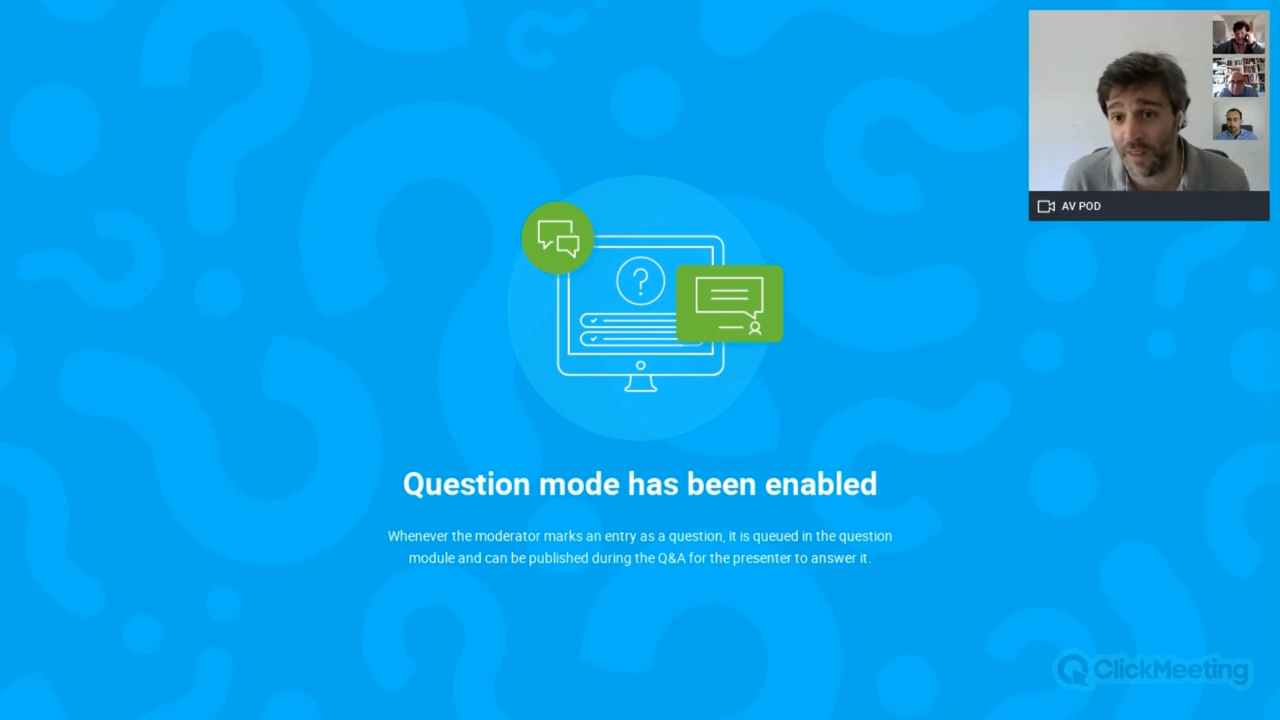 AV POD
Question mode has been enabled
Whenever the moderator marks an entry as a question, it is queued in the question
module and can be published during the Q&A for the presenter to answer it.
ClickMeeting